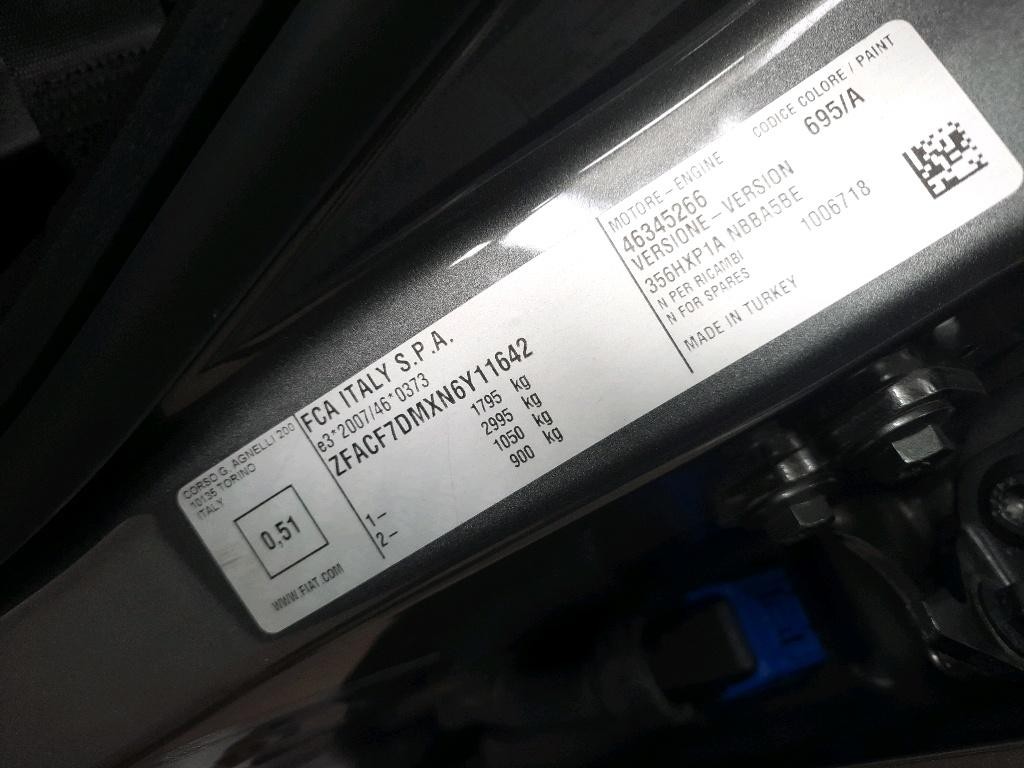 CORSO G. AGNELLI 200
10135 TORINO
ITALY
0,51
WWW.FIAT.COM
FCA ITALY S.P.A.
e3*2007/46*0373
ZFACF7DMXN6Y11642
1795 kg
2995 kg
1– 1050 kg
2– 900 kg
MOTORE – ENGINE
46345266
VERSIONE – VERSION
356HXP1A NBBA5BE
N PER RICAMBI
N FOR SPARES
1006718
MADE IN TURKEY
CODICE COLORE / PAINT
695/A